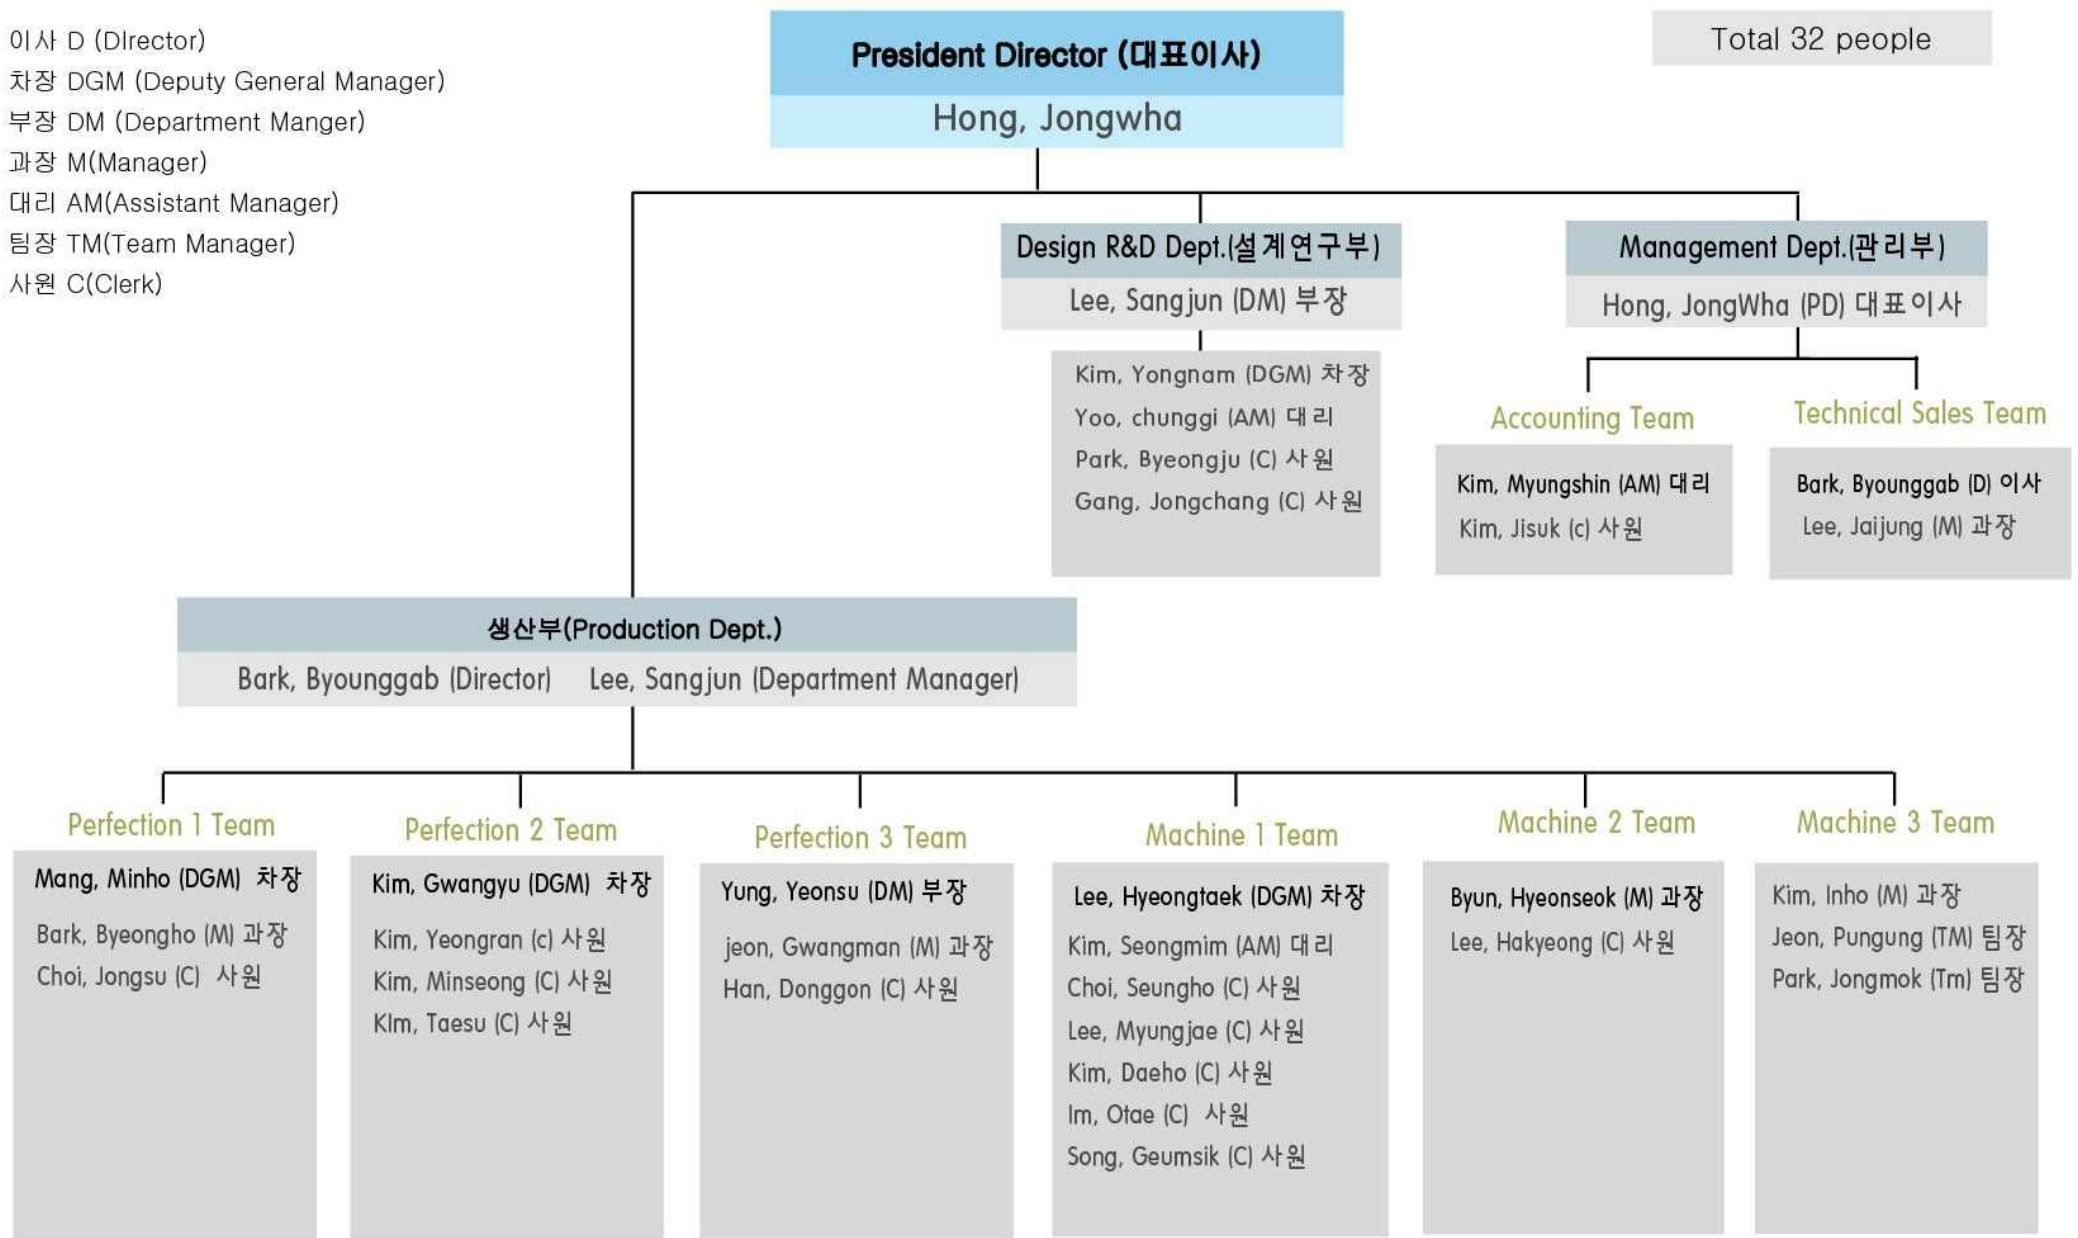 이사 D (DIrector)
차장 DGM (Deputy General Manager)
부장 DM (Department Manger)
과장 M(Manager)
대리 AM(Assistant Manager)
팀장 TM(Team Manager)
사원 C(Clerk)
President Director (대표이사)
Hong, Jongwha
Total 32 people
Design R&D Dept.(설계연구부)
Lee, Sangjun (DM) 부장
Kim, Yongnam (DGM) 차장
Yoo, chunggi (AM) 대리
Park, Byeongju (C) 사원
Gang, Jongchang (C) 사원
Management Dept.(관리부)
Hong, JongWha (PD) 대표이사
Accounting Team
Kim, Myungshin (AM) 대리
Kim, Jisuk (c) 사원
Technical Sales Team
Bark, Byounggab (D) 이사
Lee, Jaijung (M) 과장
생산부(Production Dept.)
Bark, Byounggab (Director) Lee, Sangjun (Department Manager)
Perfection 1 Team
Mang, Minho (DGM) 차장
Bark, Byeongho (M) 과장
Choi, Jongsu (C) 사원
Perfection 2 Team
Kim, Gwangyu (DGM) 차장
Kim, Yeongran (c) 사원
Kim, Minseong (C) 사원
KIm, Taesu (C) 사원
Perfection 3 Team
Yung, Yeonsu (DM) 부장
jeon, Gwangman (M) 과장
Han, Donggon (C) 사원
Machine 1 Team
Lee, Hyeongtaek (DGM) 차장
Kim, Seongmim (AM) 대리
Choi, Seungho (C) 사원
Lee, Myungjae (C) 사원
Kim, Daeho (C) 사원
Im, Otae (C) 사원
Song, Geumsik (C) 사원
Machine 2 Team
Byun, Hyeonseok (M) 과장
Lee, Hakyeong (C) 사원
Machine 3 Team
Kim, Inho (M) 과장
Jeon, Pungung (TM) 팀장
Park, Jongmok (Tm) 팀장